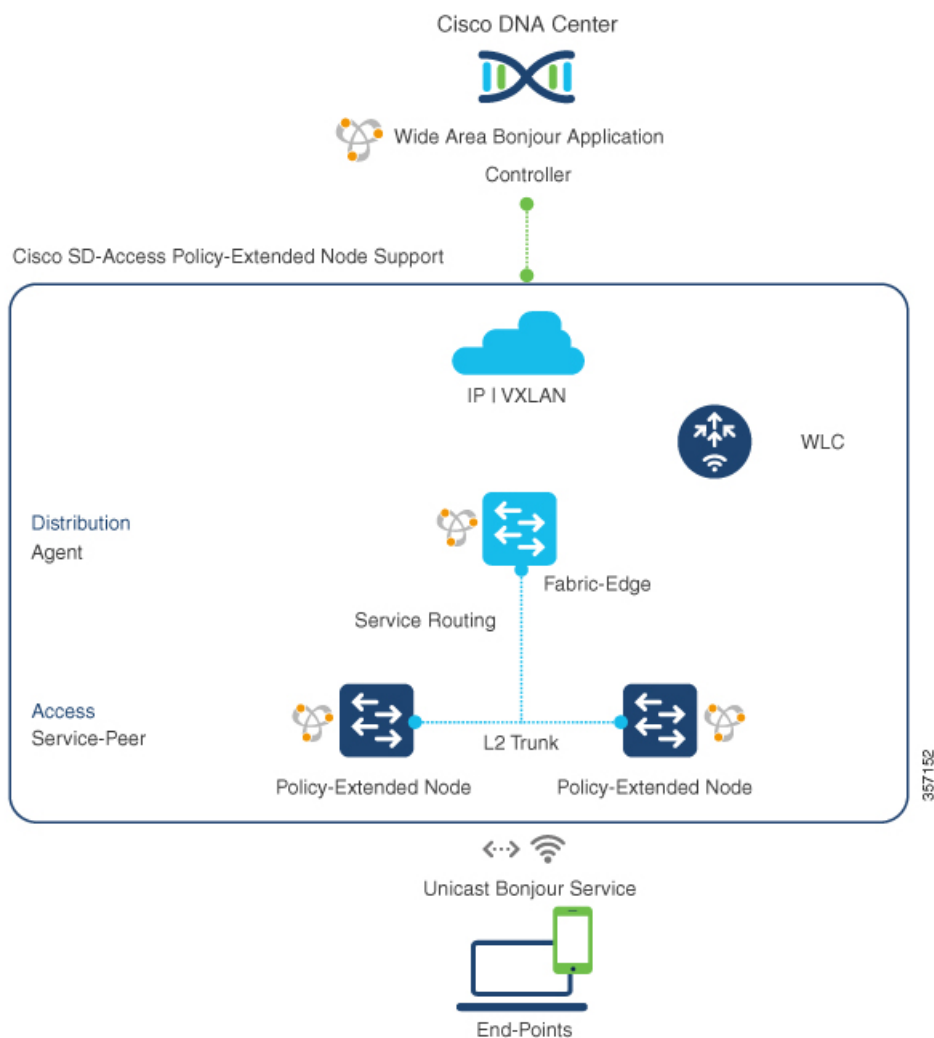 Cisco DNA Center
Wide Area Bonjour Application
Controller
Cisco SD-Access Policy-Extended Node Support
IP | VXLAN
WLC
Distribution
Agent
Fabric-Edge
Service Routing
Access
Service-Peer
L2 Trunk
Policy-Extended Node
Policy-Extended Node
357152
Unicast Bonjour Service
End-Points